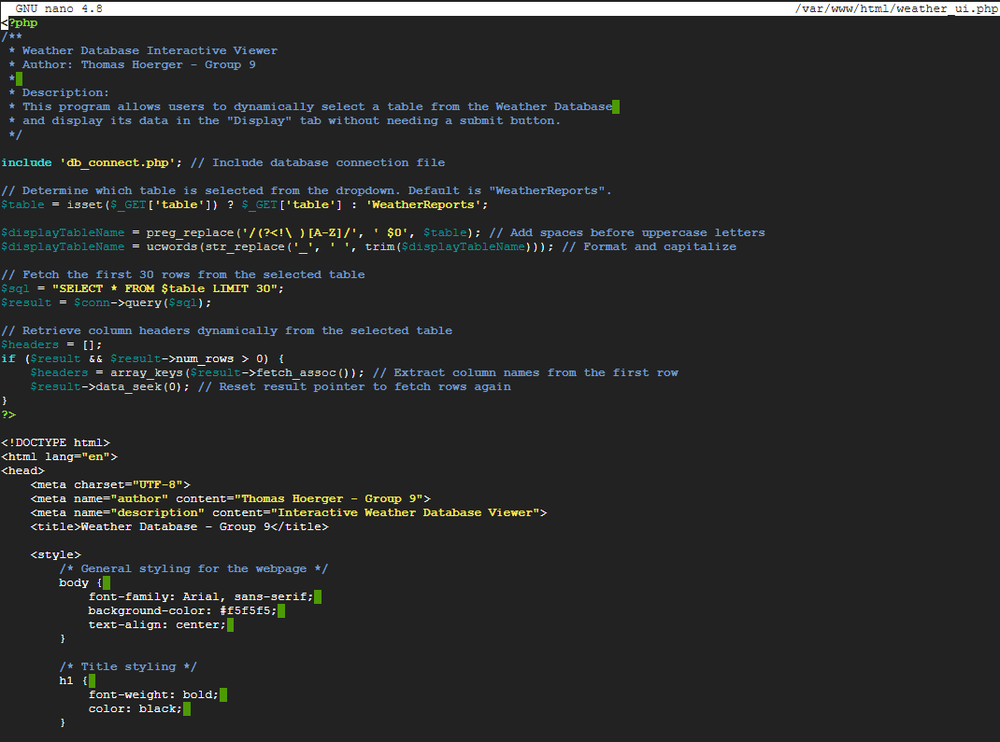 GNU nano 4.8 /var/www/html/weather_ui.php
<?php
/**
 * Weather Database Interactive Viewer
 * Author: Thomas Hoerger - Group 9
 *
 * Description:
 * This program allows users to dynamically select a table from the Weather Database
 * and display its data in the "Display" tab without needing a submit button.
 */

include 'db_connect.php'; // Include database connection file

// Determine which table is selected from the dropdown. Default is "WeatherReports".
$table = isset($_GET['table']) ? $_GET['table'] : 'WeatherReports';

$displayTableName = preg_replace('/(?<!\ )[A-Z]/', ' $0', $table); // Add spaces before uppercase letters
$displayTableName = ucwords(str_replace('_', ' ', trim($displayTableName))); // Format and capitalize

// Fetch the first 30 rows from the selected table
$sql = "SELECT * FROM $table LIMIT 30";
$result = $conn->query($sql);

// Retrieve column headers dynamically from the selected table
$headers = [];
if ($result && $result->num_rows > 0) {
    $headers = array_keys($result->fetch_assoc()); // Extract column names from the first row
    $result->data_seek(0); // Reset result pointer to fetch rows again
}
?>

<!DOCTYPE html>
<html lang="en">
<head>
    <meta charset="UTF-8">
    <meta name="author" content="Thomas Hoerger - Group 9">
    <meta name="description" content="Interactive Weather Database Viewer">
    <title>Weather Database - Group 9</title>

    <style>
        /* General styling for the webpage */
        body {
            font-family: Arial, sans-serif;
            background-color: #f5f5f5;
            text-align: center;
        }

        /* Title styling */
        h1 {
            font-weight: bold;
            color: black;
        }